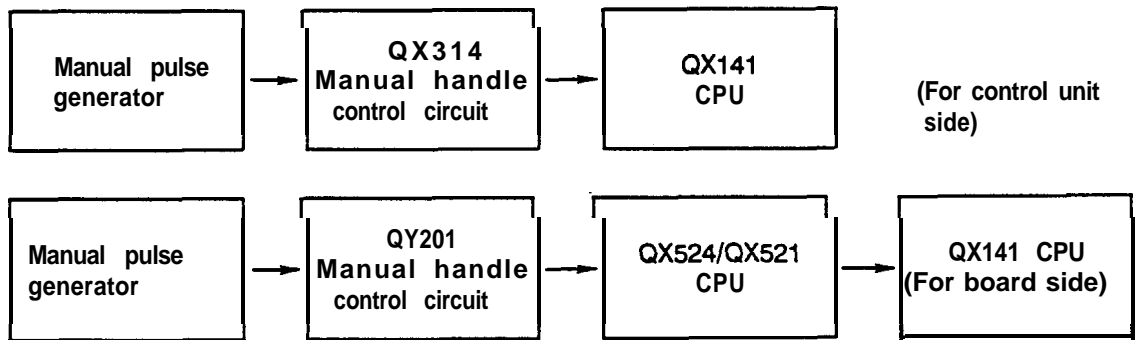 Manual pulse
generator
QX314
Manual handle
control circuit
QX141
CPU
(For control unit
side)
Manual pulse
generator
QY201
Manual handle
control circuit
QX524/QX521
CPU
QX141 CPU
(For board side)